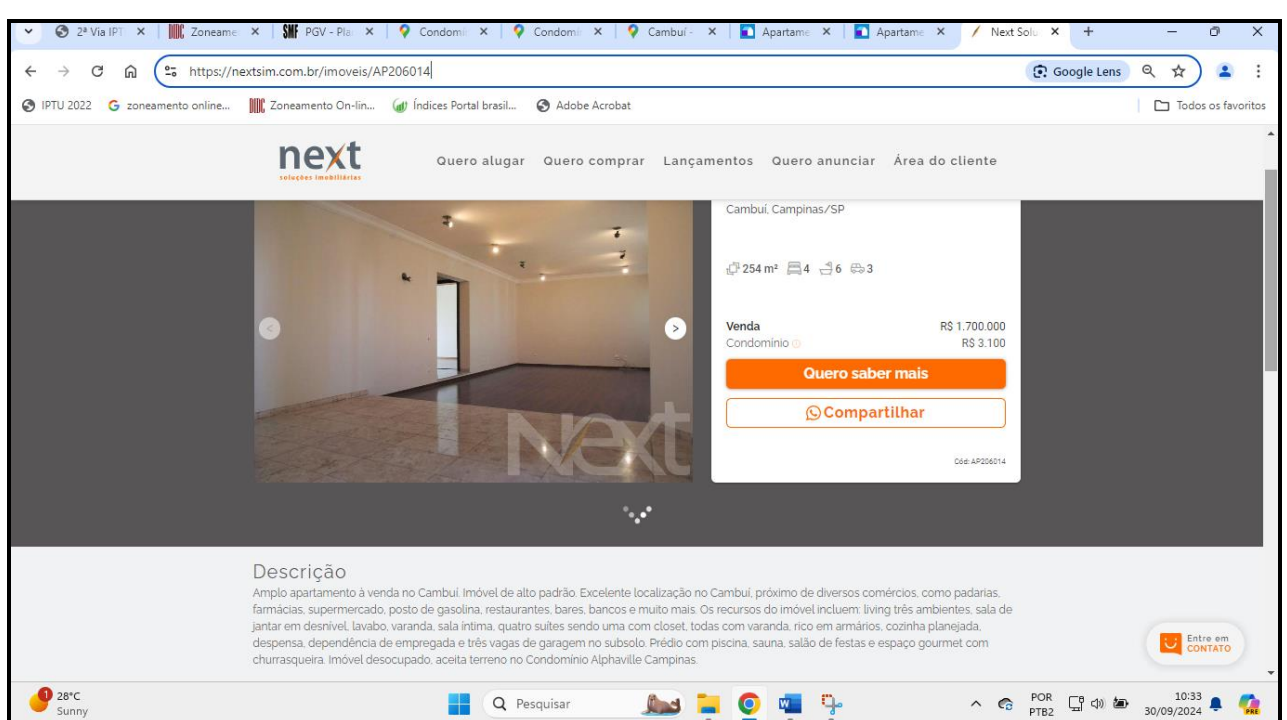 2ª Via IPT
Zoneame
SMF PGV - Pla
Condomí
Condomí
Cambuí -
Apartame
Apartame
Next Solu
https://nextsim.com.br/imoveis/AP206014
Google Lens
IPTU 2022
zoneamento online...
Zoneamento On-lin...
Índices Portal brasil...
Adobe Acrobat
Todos os favoritos
next
soluções imobiliárias
Quero alugar
Quero comprar
Lançamentos
Quero anunciar
Área do cliente
Cambuí, Campinas/SP
254 m² 4 6 3
Venda R$ 1.700.000
Condomínio R$ 3.100
Quero saber mais
Compartilhar
Cód: AP206014
Next
Descrição
Amplo apartamento à venda no Cambuí. Imóvel de alto padrão. Excelente localização no Cambuí, próximo de diversos comércios, como padarias,
farmácias, supermercado, posto de gasolina, restaurantes, bares, bancos e muito mais. Os recursos do imóvel incluem: living três ambientes, sala de
jantar em desnível, lavabo, varanda, sala íntima, quatro suítes sendo uma com closet, todas com varanda, rico em armários, cozinha planejada,
despensa, dependência de empregada e três vagas de garagem no subsolo. Prédio com piscina, sauna, salão de festas e espaço gourmet com
churrasqueira. Imóvel desocupado, aceita terreno no Condomínio Alphaville Campinas.
Entre em
CONTATO
1
28°C
Sunny
Pesquisar
POR
PTB2
10:33
30/09/2024
PRE